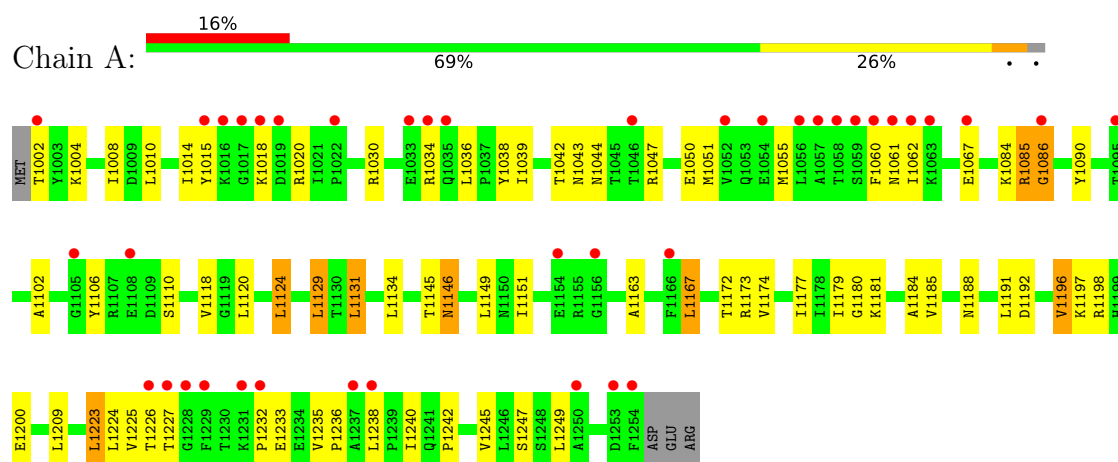 16%
Chain A:
69% 26% • •
MET T1002 Y1003 K1004 I1008 D1009 L1010 I1014 Y1015 K1016 G1017 K1018 D1019 R1020 I1021 P1022 R1030 E1033 R1034 Q1035 L1036 P1037 Y1038 I1039 T1042 N1043 N1044 T1045 T1046 R1047 E1050 M1051 V1052 Q1053 E1054 M1055 L1056 A1057 T1058 S1059 F1060 N1061 I1062 K1063 E1067 K1084 R1085 G1086 Y1090 T1095
A1102 G1105 Y1106 R1107 E1108 D1109 S1110 V1118 G1119 L1120 L1124 L1129 T1130 L1131 L1134 T1145 N1146 L1149 N1150 I1151 E1154 R1155 G1156 A1163 F1166 L1167 T1172 R1173 V1174 I1177 I1178 I1179 G1180 K1181 A1184 V1185 N1188 L1191 D1192 V1196 K1197 R1198 H1199
E1200 L1209 L1223 L1224 V1225 T1226 T1227 G1228 F1229 T1230 K1231 P1232 E1233 E1234 V1235 P1236 A1237 L1238 P1239 I1240 Q1241 P1242 V1245 L1246 S1247 S1248 L1249 A1250 D1253 F1254 ASP GLU ARG